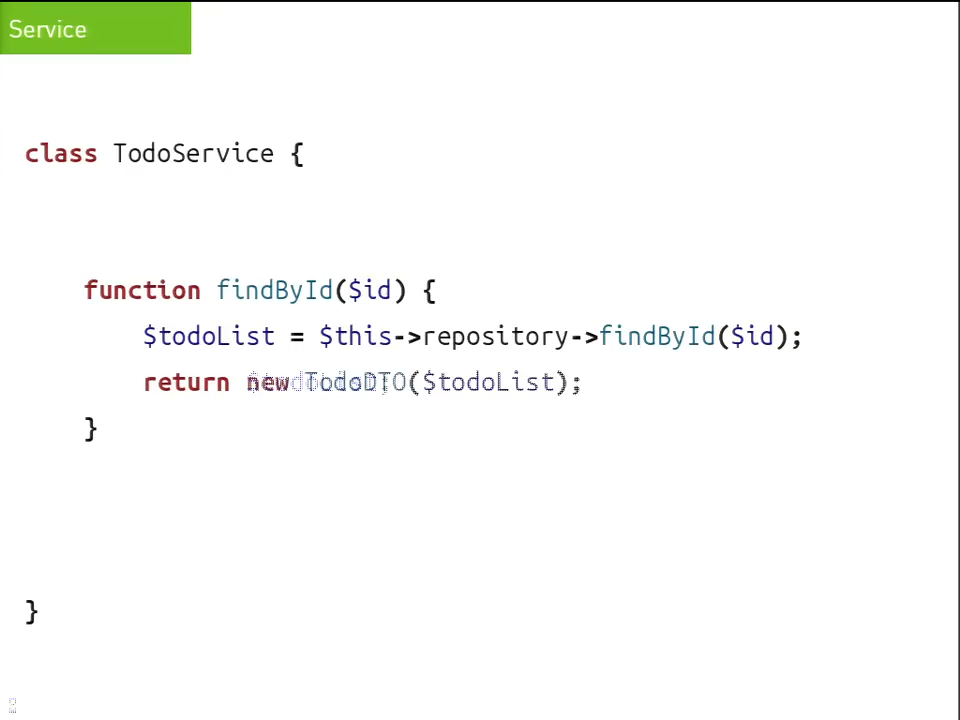 Service
class TodoService {
function findById($id) {
$todoList = $this->repository->findById($id);
return new TodoDTO($todoList);
}
}